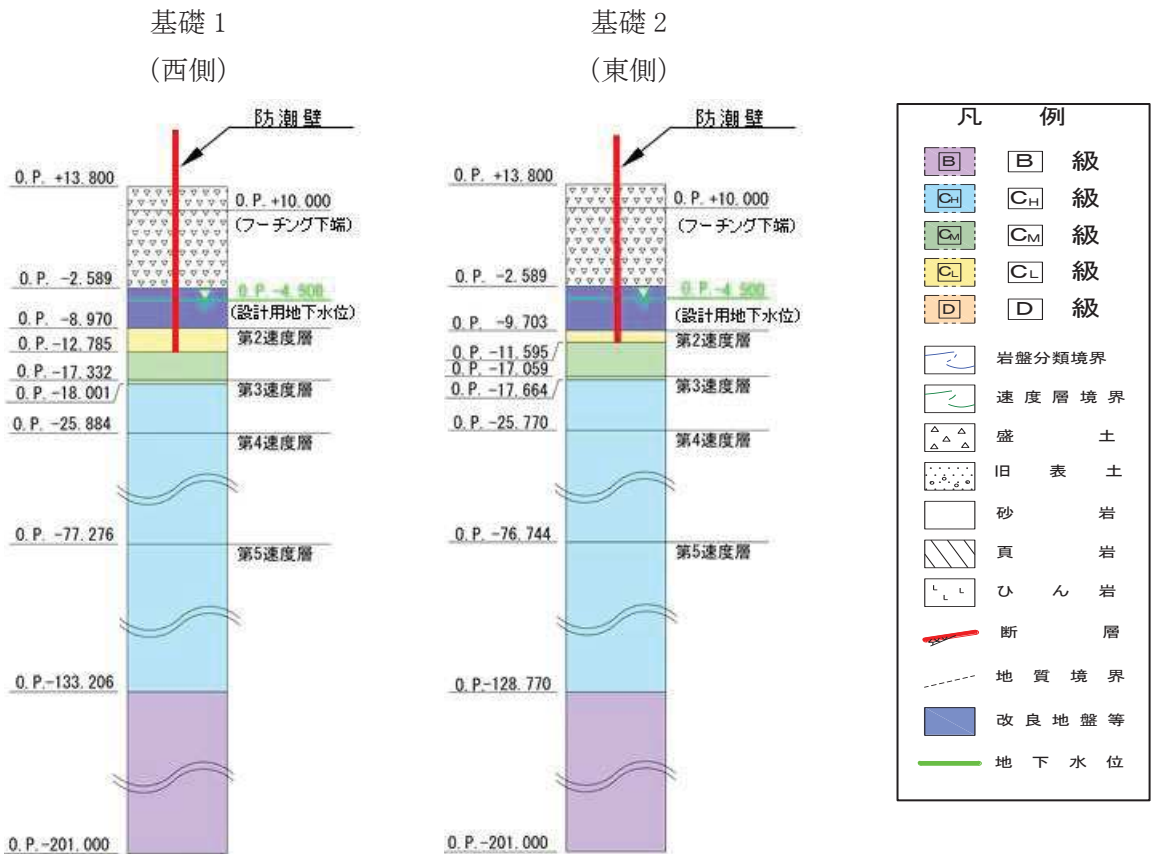 基礎 1
（西側）
防潮壁
O.P. +13.800
O.P. +10.000
(フーチング下端)
O.P. -2.589
O.P. -4.900
(設計用地下水位)
O.P. -8.970
第2速度層
O.P. -12.785
O.P. -17.332
第3速度層
O.P. -18.001
O.P. -25.884
第4速度層
O.P. -77.276
第5速度層
O.P.-133.206
O.P.-201.000
基礎 2
（東側）
防潮壁
O.P. +13.800
O.P. +10.000
(フーチング下端)
O.P. -2.589
O.P. -4.900
(設計用地下水位)
O.P. -9.703
第2速度層
O.P. -11.595
O.P. -17.059
第3速度層
O.P. -17.664
O.P. -25.770
第4速度層
O.P. -76.744
第5速度層
O.P.-128.770
O.P.-201.000
凡 例
B B 級
CH CH 級
CM CM 級
CL CL 級
D D 級
岩盤分類境界
速度層境界
盛土
旧表土
砂岩
頁岩
ひん岩
断層
地質境界
改良地盤等
地下水位